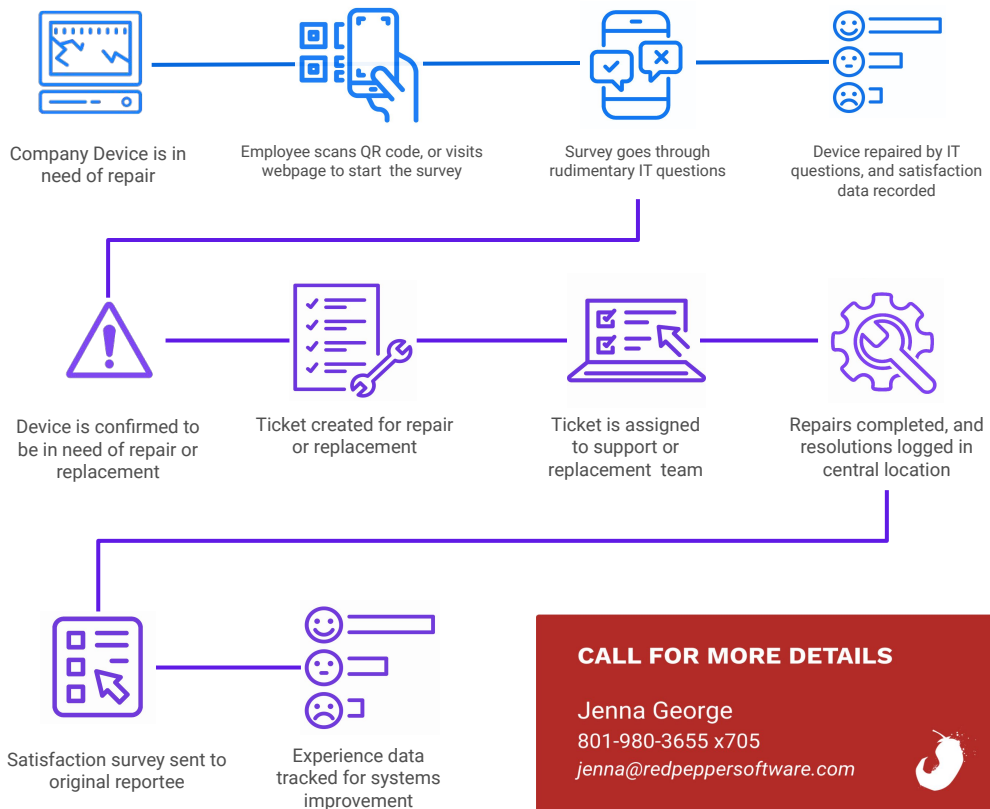 Company Device is in
need of repair
Employee scans QR code, or visits
webpage to start the survey
Survey goes through
rudimentary IT questions
Device repaired by IT
questions, and satisfaction
data recorded
Device is confirmed to
be in need of repair or
replacement
Ticket created for repair
or replacement
Ticket is assigned
to support or
replacement team
Repairs completed, and
resolutions logged in
central location
Satisfaction survey sent to
original reportee
Experience data
tracked for systems
improvement
CALL FOR MORE DETAILS
Jenna George
801-980-3655 x705
jenna@redpeppersoftware.com